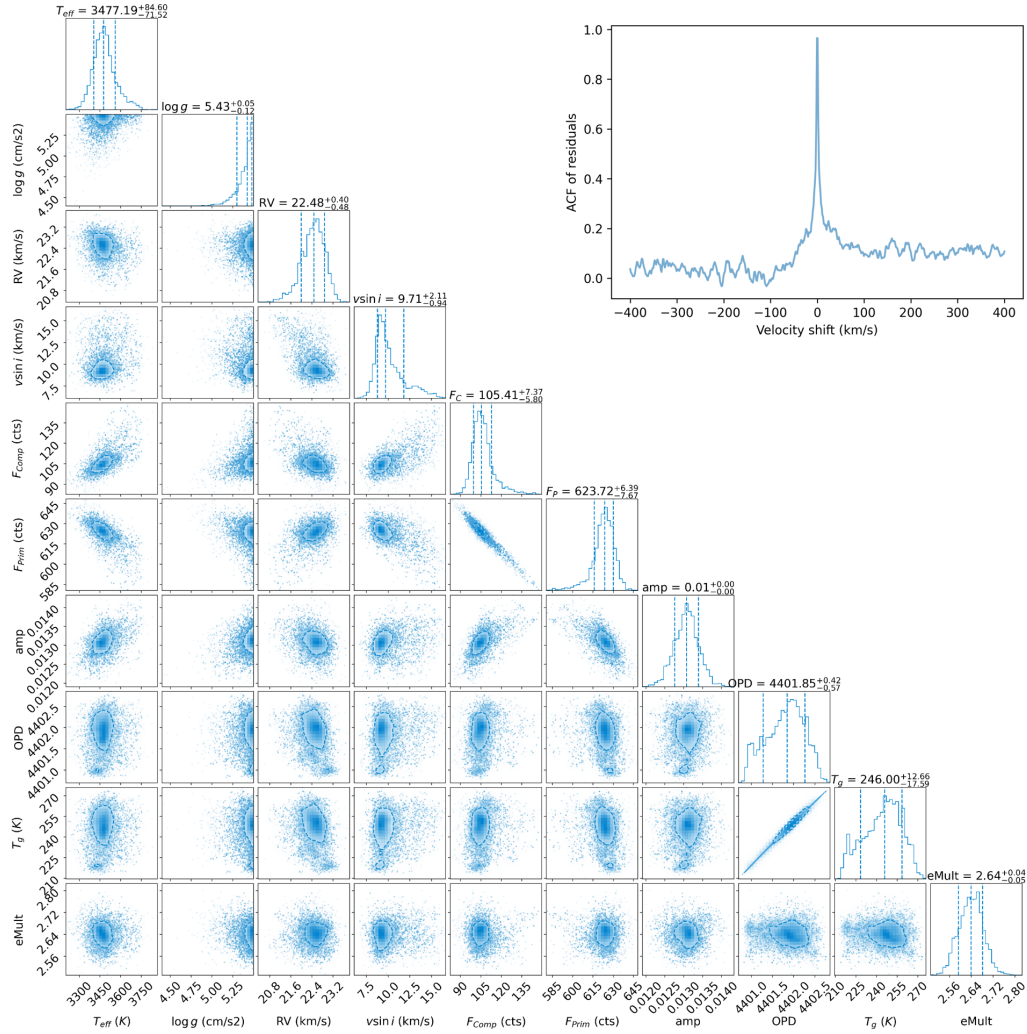 T_eff = 3477.19^{+84.60}_{-71.52}
log g = 5.43^{+0.05}_{-0.12}
RV = 22.48^{+0.40}_{-0.48}
vsin i = 9.71^{+2.11}_{-0.94}
F_C = 105.41^{+7.37}_{-5.80}
F_P = 623.72^{+6.39}_{-7.67}
amp = 0.01^{+0.00}_{-0.00}
OPD = 4401.85^{+0.42}_{-0.57}
T_g = 246.00^{+12.66}_{-17.59}
eMult = 2.64^{+0.04}_{-0.05}
ACF of residuals
1.0
0.8
0.6
0.4
0.2
0.0
−400 −300 −200 −100 0 100 200 300 400
Velocity shift (km/s)
log g (cm/s2)
5.25
5.00
4.75
4.50
RV (km/s)
23.2
22.4
21.6
20.8
vsin i (km/s)
15.0
12.5
10.0
7.5
F_Comp (cts)
135
120
105
90
F_Prim (cts)
645
630
615
600
585
amp
0.0140
0.0135
0.0130
0.0125
0.0120
OPD
4402.5
4402.0
4401.5
4401.0
T_g (K)
270
255
240
225
210
eMult
2.80
2.72
2.64
2.56
3300 3450 3600 3750
4.50 4.75 5.00 5.25
20.8 21.6 22.4 23.2
7.5 10.0 12.5 15.0
90 105 120 135
585 600 615 630 645
0.0120 0.0125 0.0130 0.0135 0.0140
4401.0 4401.5 4402.0 4402.5
210 225 240 255 270
2.56 2.64 2.72 2.80
T_eff (K)
log g (cm/s2)
RV (km/s)
vsin i (km/s)
F_Comp (cts)
F_Prim (cts)
amp
OPD
T_g (K)
eMult